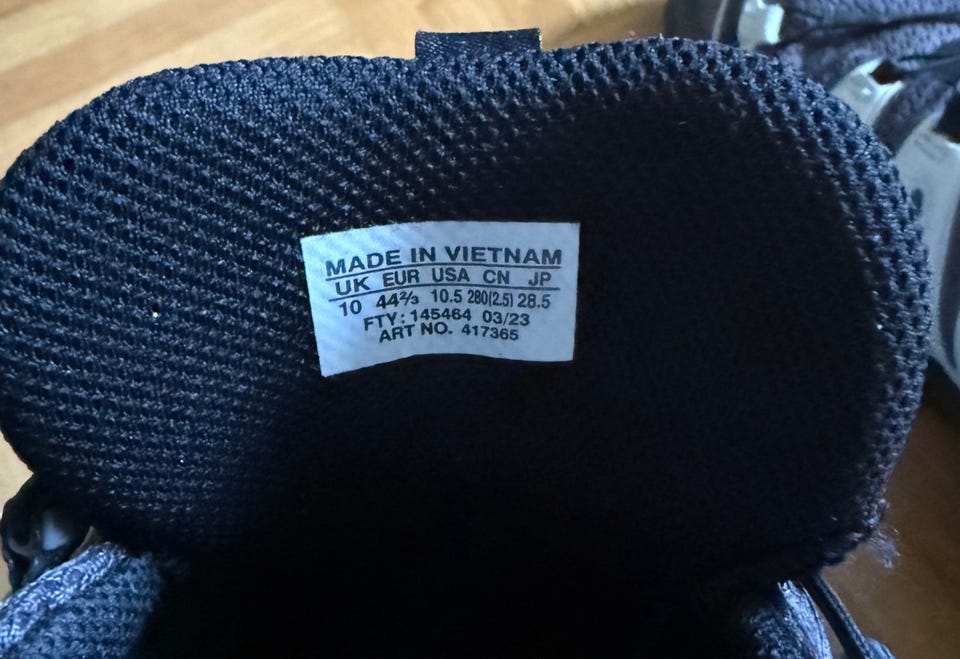 MADE IN VIETNAM
UK EUR USA CN JP
10 44⅔ 10.5 280(2.5) 28.5
FTY: 145464 03/23
ART NO. 417365